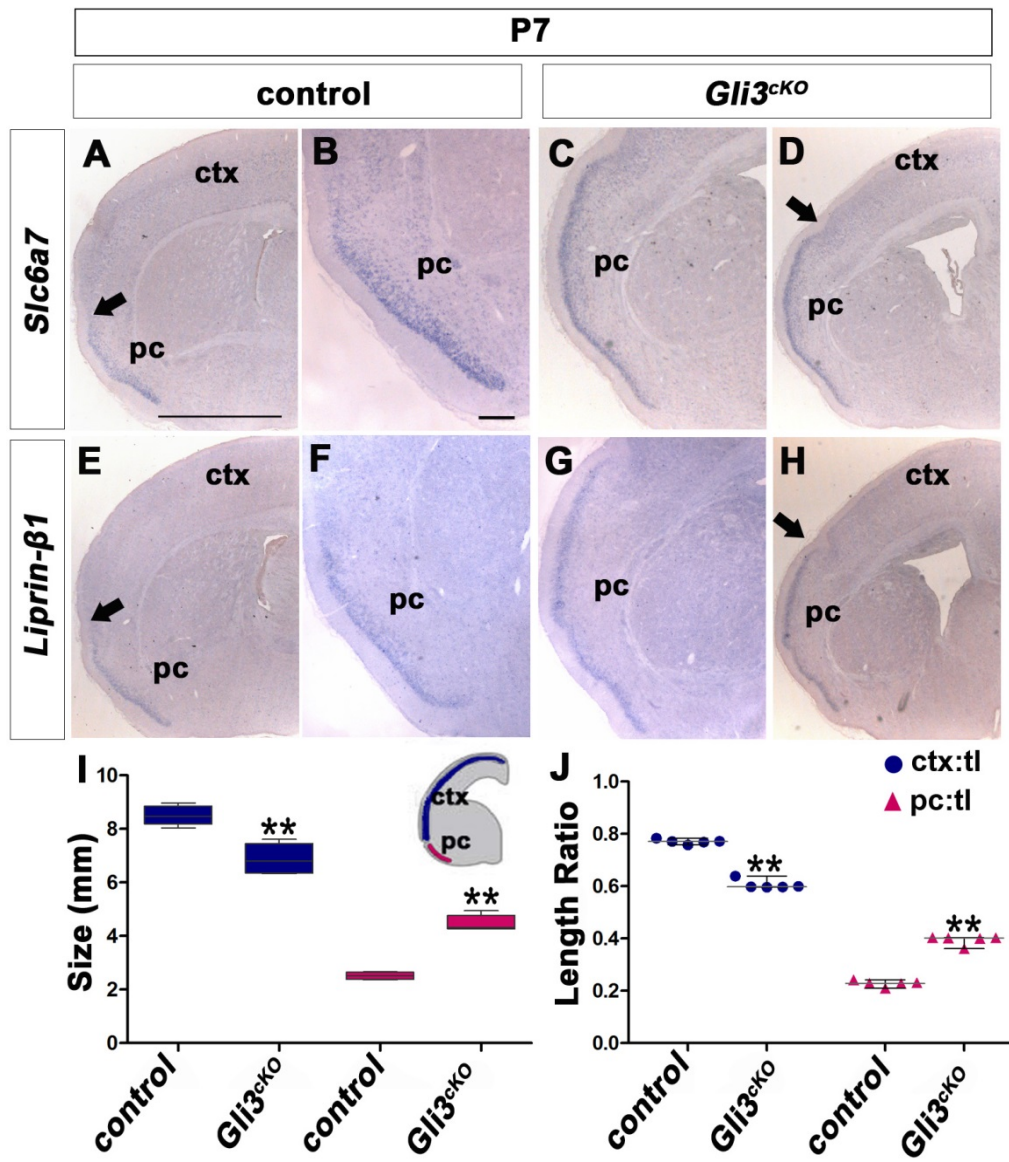 P7
control
Gli3cKO
Slc6a7
A
ctx
pc
B
pc
C
pc
D
ctx
pc
Liprin-β1
E
ctx
pc
F
pc
G
pc
H
ctx
pc
I
Size (mm)
10
8
6
4
2
0
**
**
ctx
pc
control
Gli3cKO
control
Gli3cKO
J
ctx:tl
pc:tl
Length Ratio
1.0
0.8
0.6
0.4
0.2
0.0
**
**
control
Gli3cKO
control
Gli3cKO